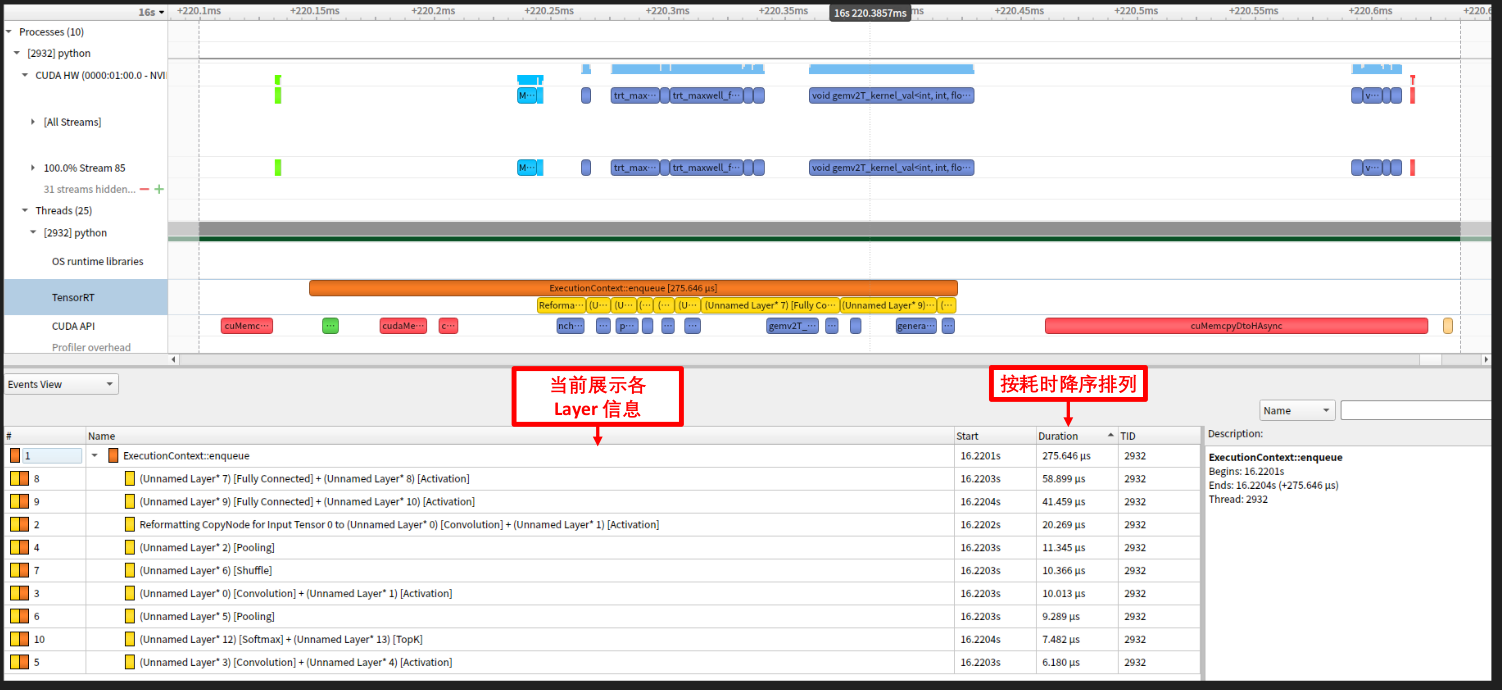 16s
+220.1ms
+220.15ms
+220.2ms
+220.25ms
+220.3ms
+220.35ms
16s 220.3857ms
ms
+220.45ms
+220.5ms
+220.55ms
+220.6ms
+220.6
Processes (10)
[2932] python
CUDA HW (0000:01:00.0 - NVI
M⋯
trt_max⋯
trt_maxwell_f⋯
void gemv2T_kernel_val<int, int, flo⋯
v⋯
[All Streams]
100.0% Stream 85
M⋯
trt_max⋯
trt_maxwell_f⋯
void gemv2T_kernel_val<int, int, flo⋯
v⋯
31 streams hidden...
Threads (25)
[2932] python
OS runtime libraries
TensorRT
ExecutionContext::enqueue [275.646 μs]
Reforma⋯
(U⋯
(U⋯
(⋯
(⋯
(U⋯
(Unnamed Layer* 7) [Fully Co⋯
(Unnamed Layer* 9)⋯
(⋯
CUDA API
cuMemc⋯
⋯
cudaMe⋯
c⋯
nch⋯
⋯
p⋯
⋯
⋯
gemv2T_⋯
⋯
genera⋯
⋯
cuMemcpyDtoHAsync
Profiler overhead
Events View
当前展示各
Layer 信息
按耗时降序排列
Name
# Name Start Duration TID
1 ExecutionContext::enqueue 16.2201s 275.646 μs 2932
8 (Unnamed Layer* 7) [Fully Connected] + (Unnamed Layer* 8) [Activation] 16.2203s 58.899 μs 2932
9 (Unnamed Layer* 9) [Fully Connected] + (Unnamed Layer* 10) [Activation] 16.2203s 41.459 μs 2932
2 Reformatting CopyNode for Input Tensor 0 to (Unnamed Layer* 0) [Convolution] + (Unnamed Layer* 1) [Activation] 16.2202s 20.269 μs 2932
4 (Unnamed Layer* 2) [Pooling] 16.2203s 11.345 μs 2932
7 (Unnamed Layer* 6) [Shuffle] 16.2203s 10.366 μs 2932
3 (Unnamed Layer* 0) [Convolution] + (Unnamed Layer* 1) [Activation] 16.2203s 10.013 μs 2932
6 (Unnamed Layer* 5) [Pooling] 16.2203s 9.289 μs 2932
10 (Unnamed Layer* 12) [Softmax] + (Unnamed Layer* 13) [TopK] 16.2204s 7.482 μs 2932
5 (Unnamed Layer* 3) [Convolution] + (Unnamed Layer* 4) [Activation] 16.2203s 6.180 μs 2932
Description:
ExecutionContext::enqueue
Begins: 16.2201s
Ends: 16.2204s (+275.646 μs)
Thread: 2932